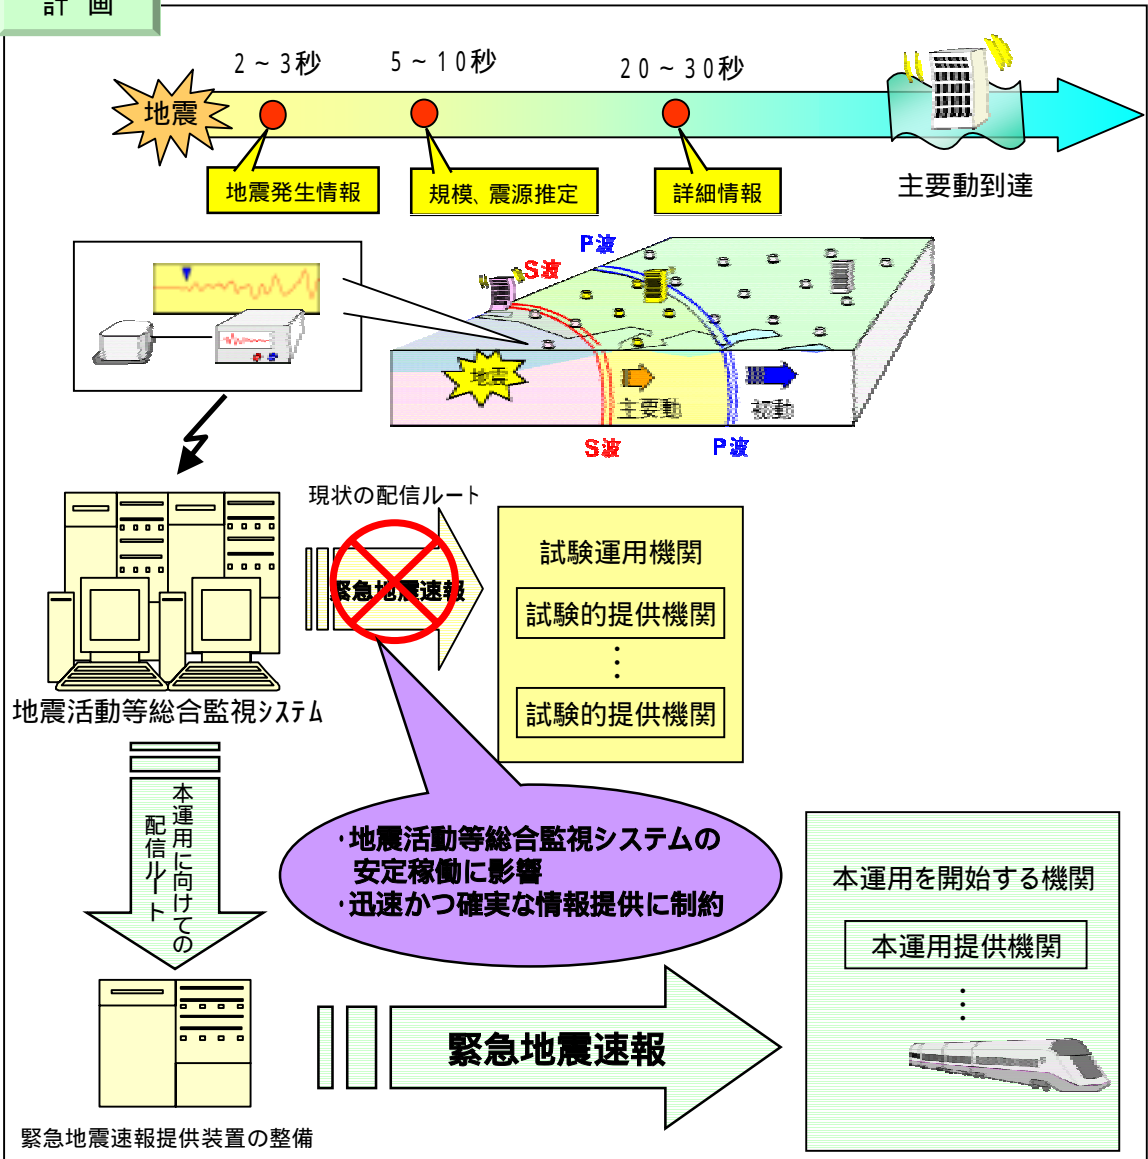 計 画
2～3秒
5～10秒
20～30秒
地震
地震発生情報
規模、震源推定
詳細情報
主要動到達
P波
S波
地震
主要動
初動
S波
P波
現状の配信ルート
緊急地震速報
試験運用機関
試験的提供機関
⋮
試験的提供機関
地震活動等総合監視システム
本運用に向けての
配信ルート
・地震活動等総合監視システムの
安定稼働に影響
・迅速かつ確実な情報提供に制約
本運用を開始する機関
本運用提供機関
⋮
緊急地震速報
緊急地震速報提供装置の整備